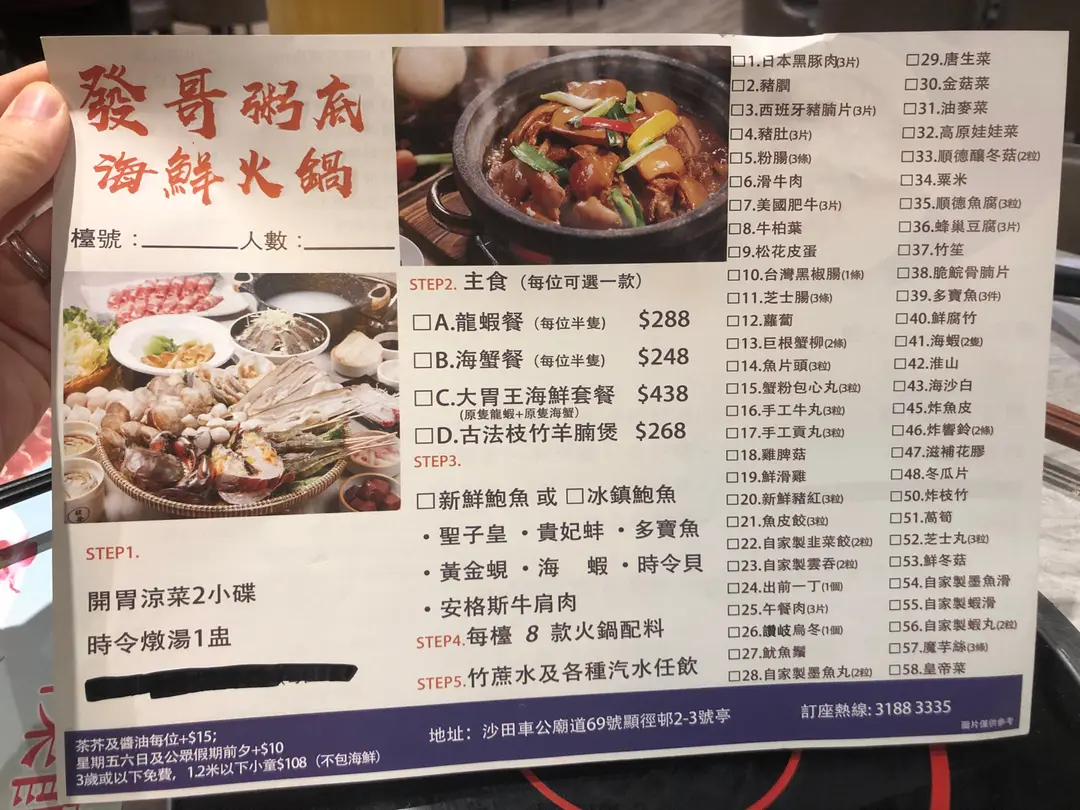 發哥粥底
海鮮火鍋
檯號：________人數：________
STEP1.
開胃涼菜2小碟
時令燉湯1盅
STEP2. 主食（每位可選一款）
□A.龍蝦餐（每位半隻） $288
□B.海蟹餐（每位半隻） $248
□C.大胃王海鮮套餐 $438
（原隻龍蝦+原隻海蟹）
□D.古法枝竹羊腩煲 $268
STEP3.
□新鮮鮑魚 或 □冰鎮鮑魚
・聖子皇 ・貴妃蚌 ・多寶魚
・黃金蜆 ・海 蝦 ・時令貝
・安格斯牛肩肉
STEP4.每檯 8 款火鍋配料
STEP5.竹蔗水及各種汽水任飲
□1.日本黑豚肉(3片)
□2.豬膶
□3.西班牙豬腩片(3片)
□4.豬肚(3片)
□5.粉腸(3條)
□6.滑牛肉
□7.美國肥牛(3片)
□8.牛柏葉
□9.松花皮蛋
□10.台灣黑椒腸(1條)
□11.芝士腸(3條)
□12.蘿蔔
□13.巨根蟹柳(2條)
□14.魚片頭(3粒)
□15.蟹粉包心丸(3粒)
□16.手工牛丸(3粒)
□17.手工貢丸(3粒)
□18.雞脾菇
□19.鮮滑雞
□20.新鮮豬紅(3粒)
□21.魚皮餃(3粒)
□22.自家製韭菜餃(2粒)
□23.自家製雲吞(2粒)
□24.出前一丁(1個)
□25.午餐肉(3片)
□26.讚岐烏冬(1個)
□27.魷魚鬚
□28.自家製墨魚丸(2粒)
□29.唐生菜
□30.金菇菜
□31.油麥菜
□32.高原娃娃菜
□33.順德釀冬菇(2粒)
□34.粟米
□35.順德魚腐(3粒)
□36.蜂巢豆腐(3片)
□37.竹笙
□38.脆鯇骨腩片
□39.多寶魚(3件)
□40.鮮腐竹
□41.海蝦(2隻)
□42.淮山
□43.海沙白
□45.炸魚皮
□46.炸響鈴(2條)
□47.滋補花膠
□48.冬瓜片
□50.炸枝竹
□51.萵筍
□52.芝士丸(3粒)
□53.鮮冬菇
□54.自家製墨魚滑
□55.自家製蝦滑
□56.自家製蝦丸(2粒)
□57.魔芋絲(3條)
□58.皇帝菜
茶芥及醬油每位+$15;
星期五六日及公眾假期前夕+$10
3歲或以下免費，1.2米以下小童$108（不包海鮮）
地址：沙田車公廟道69號顯徑邨2-3號亭
訂座熱線: 3188 3335
圖片僅供參考